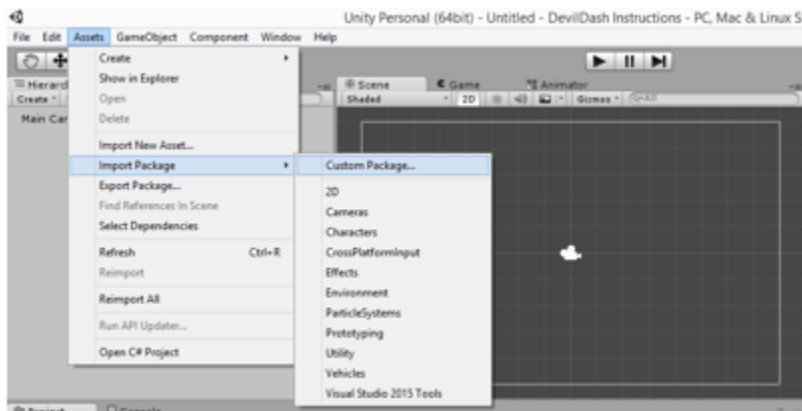 Unity Personal (64bit) - Untitled - DevilDash Instructions - PC, Mac & Linux S
File Edit Assets GameObject Component Window Help
Hierard
Create
Main Car
Create
Show in Explorer
Open
Delete
Import New Asset...
Import Package
Export Package...
Find References In Scene
Select Dependencies
Refresh Ctrl+R
Reimport
Reimport All
Run API Updater...
Open C# Project
Custom Package...
2D
Cameras
Characters
CrossPlatformInput
Effects
Environment
ParticleSystems
Prototyping
Utility
Vehicles
Visual Studio 2015 Tools
Scene Game Animator
Shaded 2D Gizmos All
Project Console